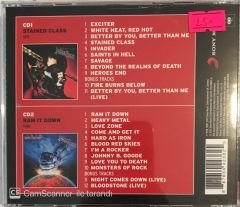 CD1
STAINED CLASS
1 EXCITER
2 WHITE HEAT, RED HOT
3 BETTER BY YOU, BETTER THAN ME
4 STAINED CLASS
5 INVADER
6 SAINTS IN HELL
7 SAVAGE
8 BEYOND THE REALMS OF DEATH
9 HEROES END
BONUS TRACKS
10 FIRE BURNS BELOW
11 BETTER BY YOU, BETTER THAN ME
(LIVE)
CD2
RAM IT DOWN
1 RAM IT DOWN
2 HEAVY METAL
3 LOVE ZONE
4 COME AND GET IT
5 HARD AS IRON
6 BLOOD RED SKIES
7 I'M A ROCKER
8 JOHNNY B. GOODE
9 LOVE YOU TO DEATH
10 MONSTERS OF ROCK
BONUS TRACKS
11 NIGHT COMES DOWN (LIVE)
12 BLOODSTONE (LIVE)
CS CamScanner ile tarandı